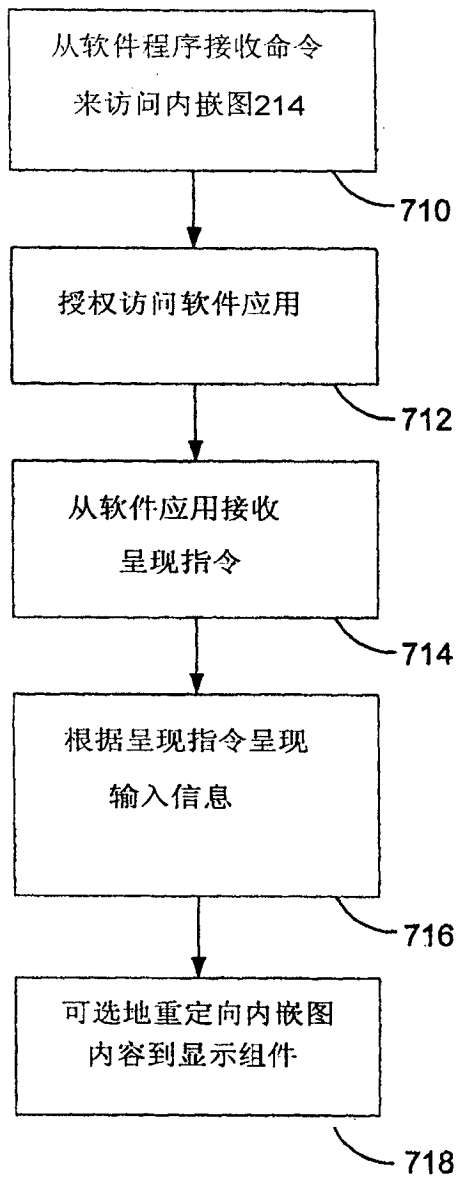 从软件程序接收命令
来访问内嵌图214
710
授权访问软件应用
712
从软件应用接收
呈现指令
714
根据呈现指令呈现
输入信息
716
可选地重定向内嵌图
内容到显示组件
718